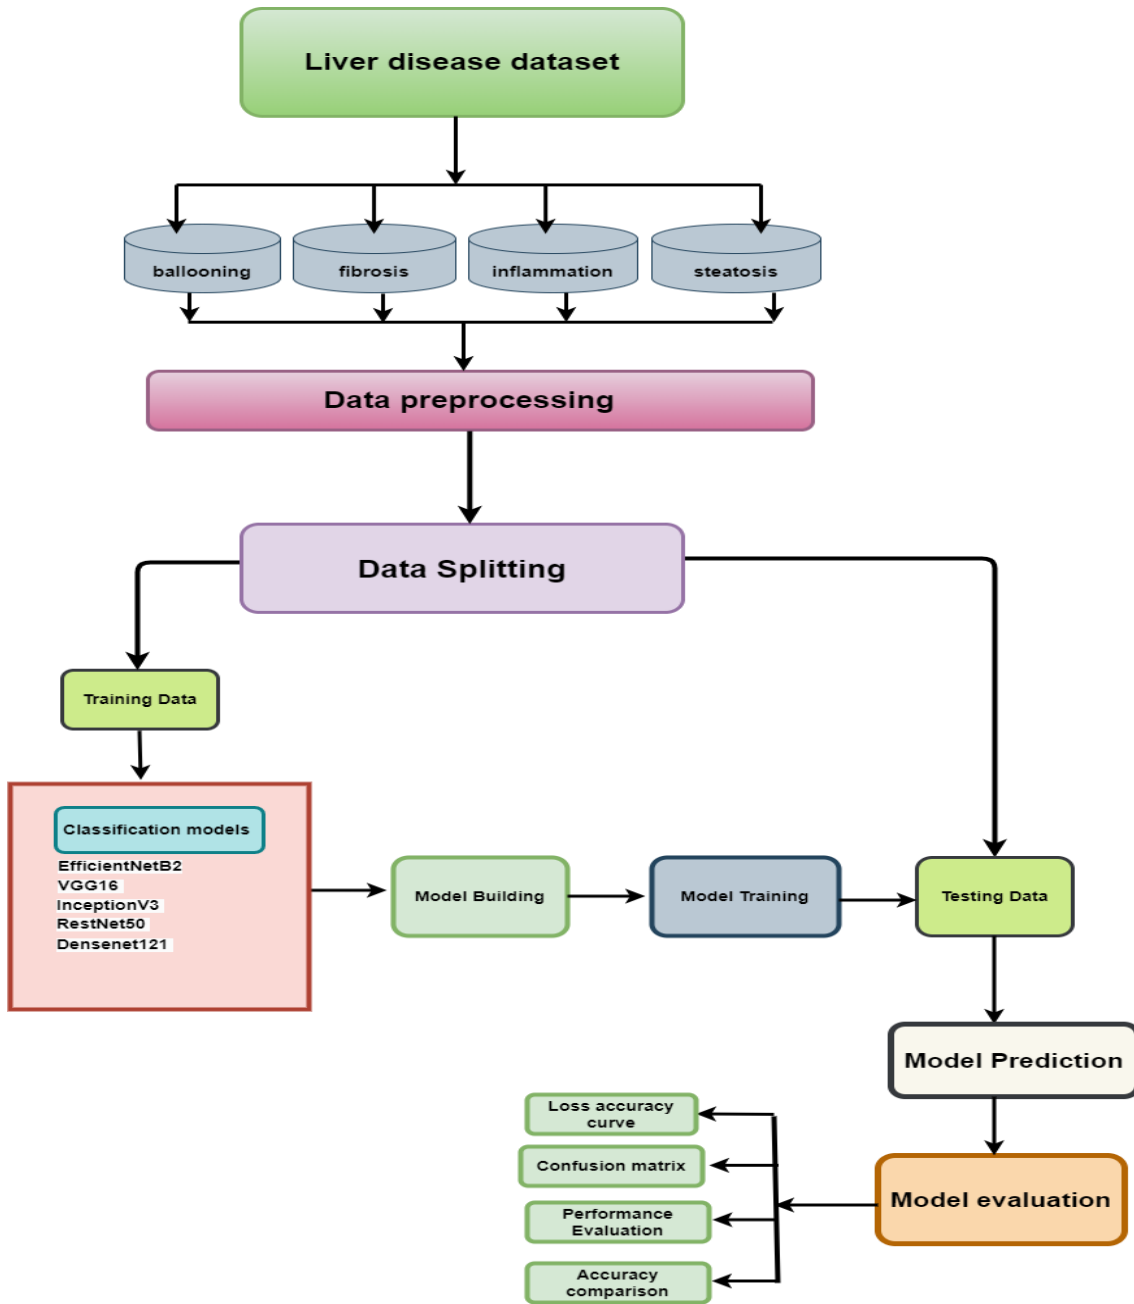 Liver disease dataset
ballooning
fibrosis
inflammation
steatosis
Data preprocessing
Data Splitting
Training Data
Classification models
EfficientNetB2
VGG16
InceptionV3
RestNet50
Densenet121
Model Building
Model Training
Testing Data
Model Prediction
Model evaluation
Loss accuracy
curve
Confusion matrix
Performance
Evaluation
Accuracy
comparison